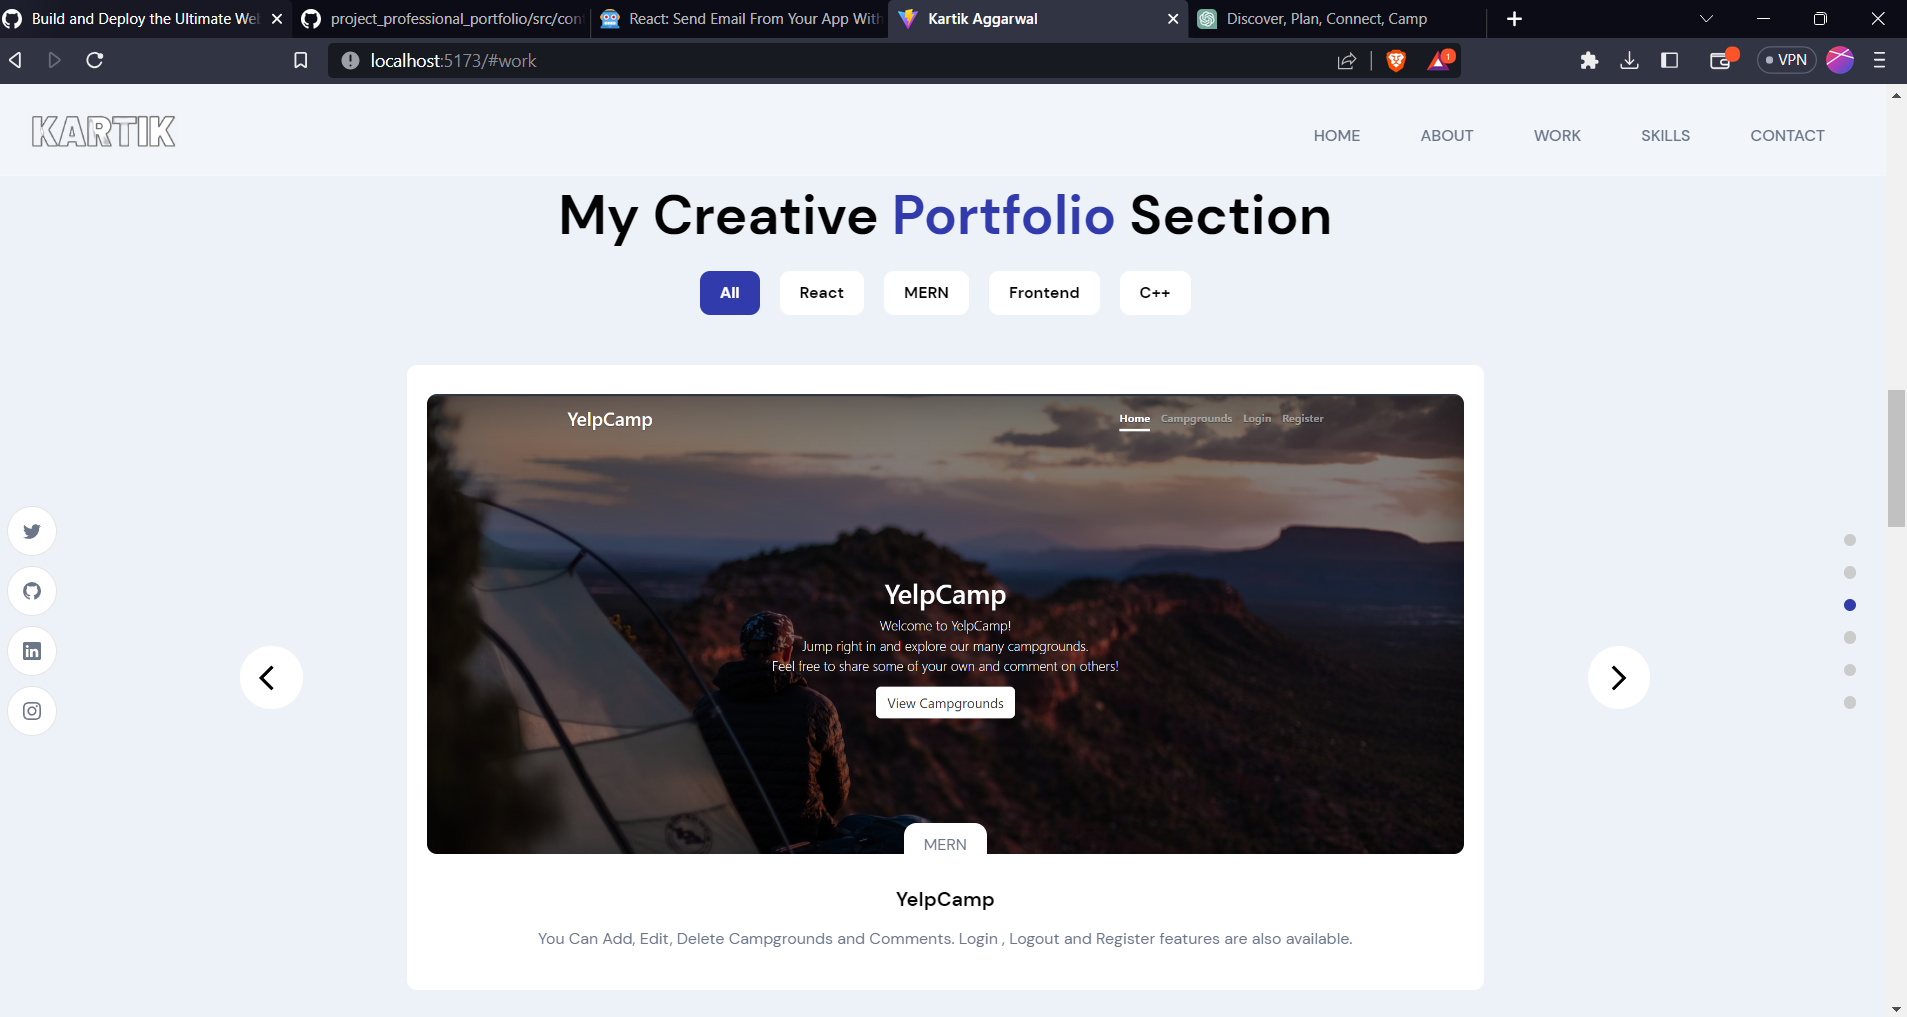 Build and Deploy the Ultimate We
project_professional_portfolio/src/con
React: Send Email From Your App With
Kartik Aggarwal
Discover, Plan, Connect, Camp
localhost:5173/#work
1
VPN
KARTIK
HOME ABOUT WORK SKILLS CONTACT
My Creative Portfolio Section
All React MERN Frontend C++
YelpCamp
Home Campgrounds Login Register
YelpCamp
Welcome to YelpCamp!
Jump right in and explore our many campgrounds.
Feel free to share some of your own and comment on others!
View Campgrounds
MERN
YelpCamp
You Can Add, Edit, Delete Campgrounds and Comments. Login , Logout and Register features are also available.